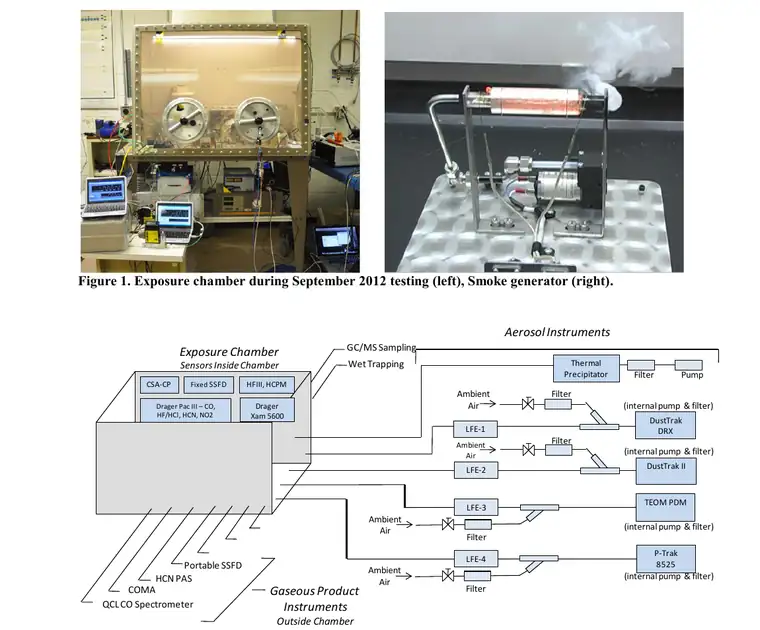 Figure 1. Exposure chamber during September 2012 testing (left), Smoke generator (right).
Aerosol Instruments
Exposure Chamber
Sensors Inside Chamber
GC/MS Sampling
Wet Trapping
CSA-CP
Fixed SSFD
HFIII, HCPM
Drager Pac III – CO,
HF/HCl, HCN, NO2
Drager
Xam 5600
Thermal
Precipitator
Filter
Pump
Ambient
Air
Filter
(internal pump & filter)
LFE-1
DustTrak
DRX
Ambient
Air
Filter
(internal pump & filter)
LFE-2
DustTrak II
LFE-3
TEOM PDM
Ambient
Air
Filter
(internal pump & filter)
LFE-4
P-Trak
8525
Ambient
Air
Filter
(internal pump & filter)
Portable SSFD
HCN PAS
COMA
QCL CO Spectrometer
Gaseous Product
Instruments
Outside Chamber